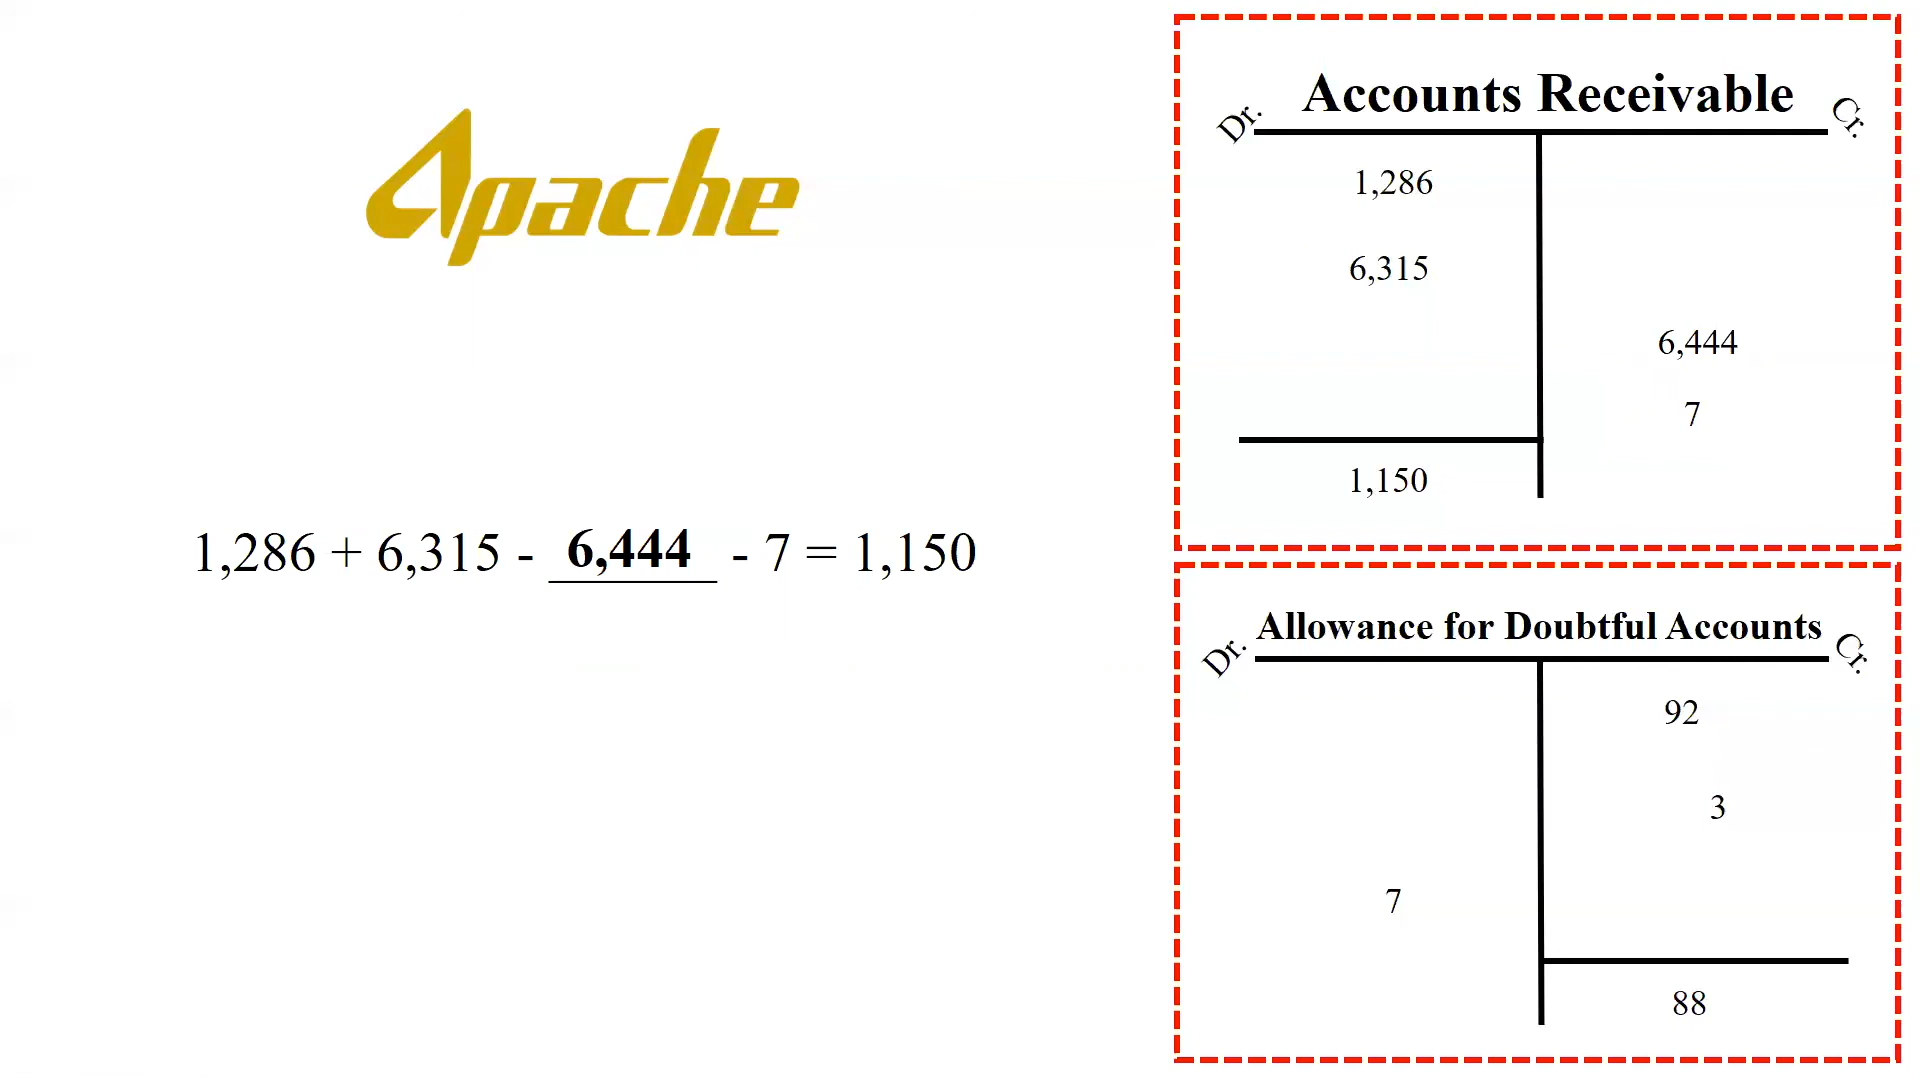 Apache
1,286 + 6,315 - 6,444 - 7 = 1,150
Accounts Receivable
Dr.
Cr.
1,286
6,315
6,444
7
1,150
Allowance for Doubtful Accounts
Dr.
Cr.
92
3
7
88